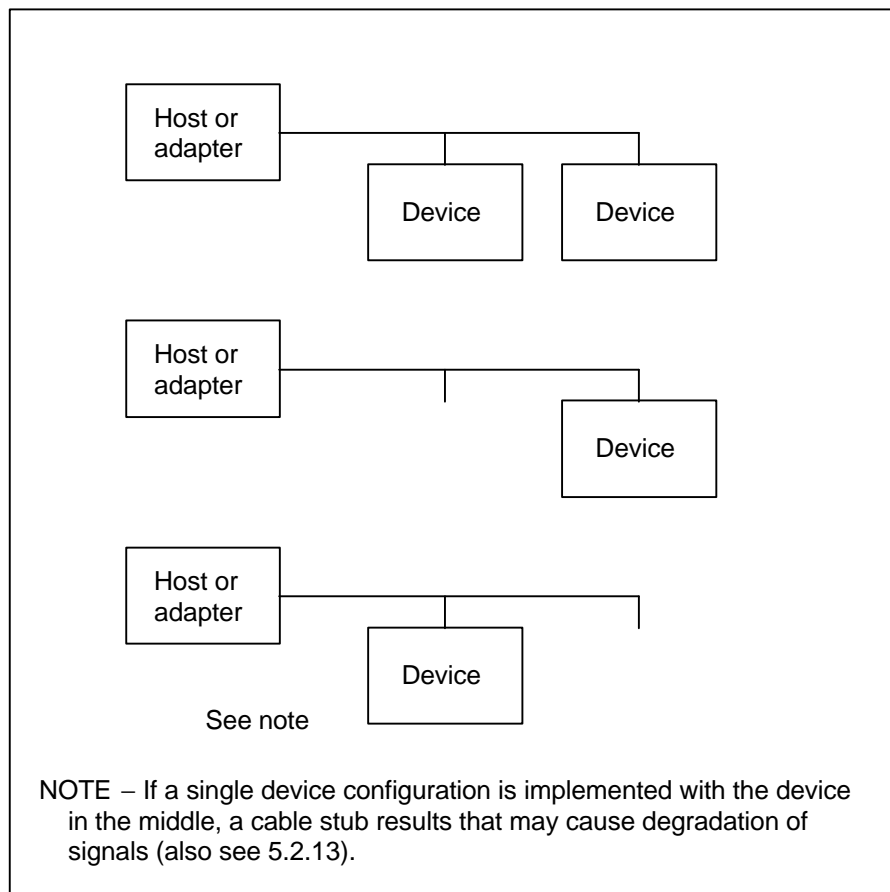 Host or
adapter
Device
Device
Host or
adapter
Device
Host or
adapter
Device
See note
NOTE – If a single device configuration is implemented with the device
in the middle, a cable stub results that may cause degradation of
signals (also see 5.2.13).